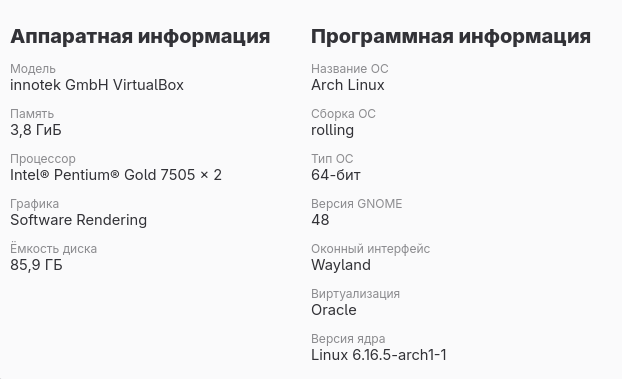 Аппаратная информация
Модель
innotek GmbH VirtualBox
Память
3,8 ГиБ
Процессор
Intel® Pentium® Gold 7505 × 2
Графика
Software Rendering
Ёмкость диска
85,9 ГБ
Программная информация
Название ОС
Arch Linux
Сборка ОС
rolling
Тип ОС
64-бит
Версия GNOME
48
Оконный интерфейс
Wayland
Виртуализация
Oracle
Версия ядра
Linux 6.16.5-arch1-1